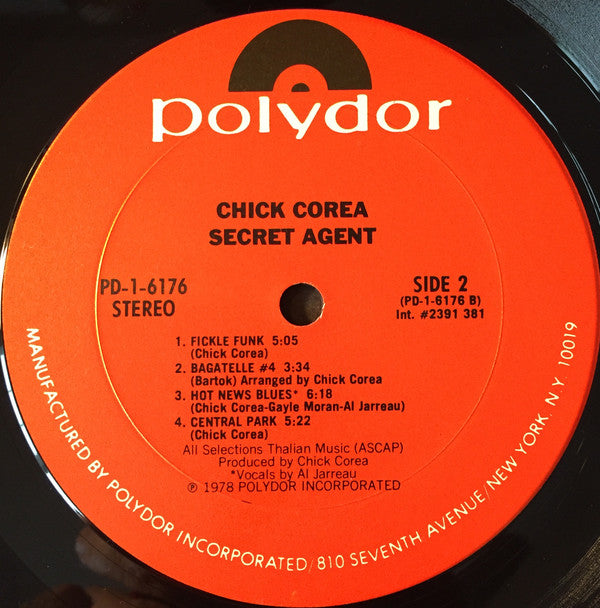 polydor
CHICK COREA
SECRET AGENT
PD-1-6176
STEREO
SIDE 2
(PD-1-6176 B)
Int. #2391 381
1. FICKLE FUNK 5:05
(Chick Corea)
2. BAGATELLE #4 3:34
(Bartok) Arranged by Chick Corea
3. HOT NEWS BLUES* 6:18
(Chick Corea-Gayle Moran-Al Jarreau)
4. CENTRAL PARK 5:22
(Chick Corea)
All Selections Thalian Music (ASCAP)
Produced by Chick Corea
*Vocals by Al Jarreau
℗ 1978 POLYDOR INCORPORATED
MANUFACTURED BY POLYDOR INCORPORATED/810 SEVENTH AVENUE/NEW YORK, N Y 10019